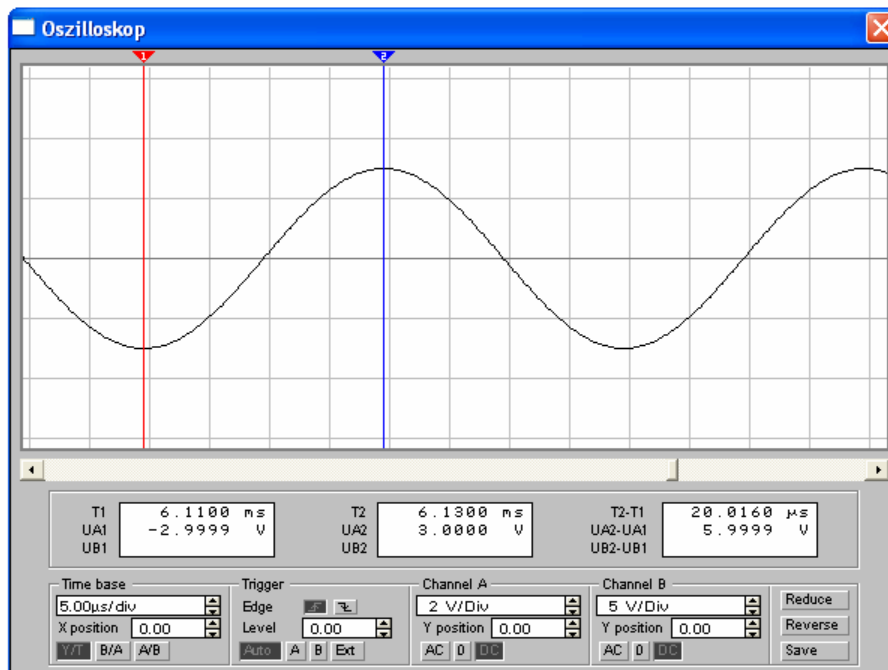 Oszilloskop
1 2
T1 6.1100 ms T2 6.1300 ms T2-T1 20.0160 µs
UA1 -2.9999 V UA2 3.0000 V UA2-UA1 5.9999 V
UB1 UB2 UB2-UB1
Time base Trigger Channel A Channel B
5.00µs/div Edge 2 V/Div 5 V/Div Reduce
X position 0.00 Level 0.00 Y position 0.00 Y position 0.00 Reverse
Y/T B/A A/B Auto A B Ext AC 0 DC AC 0 DC Save